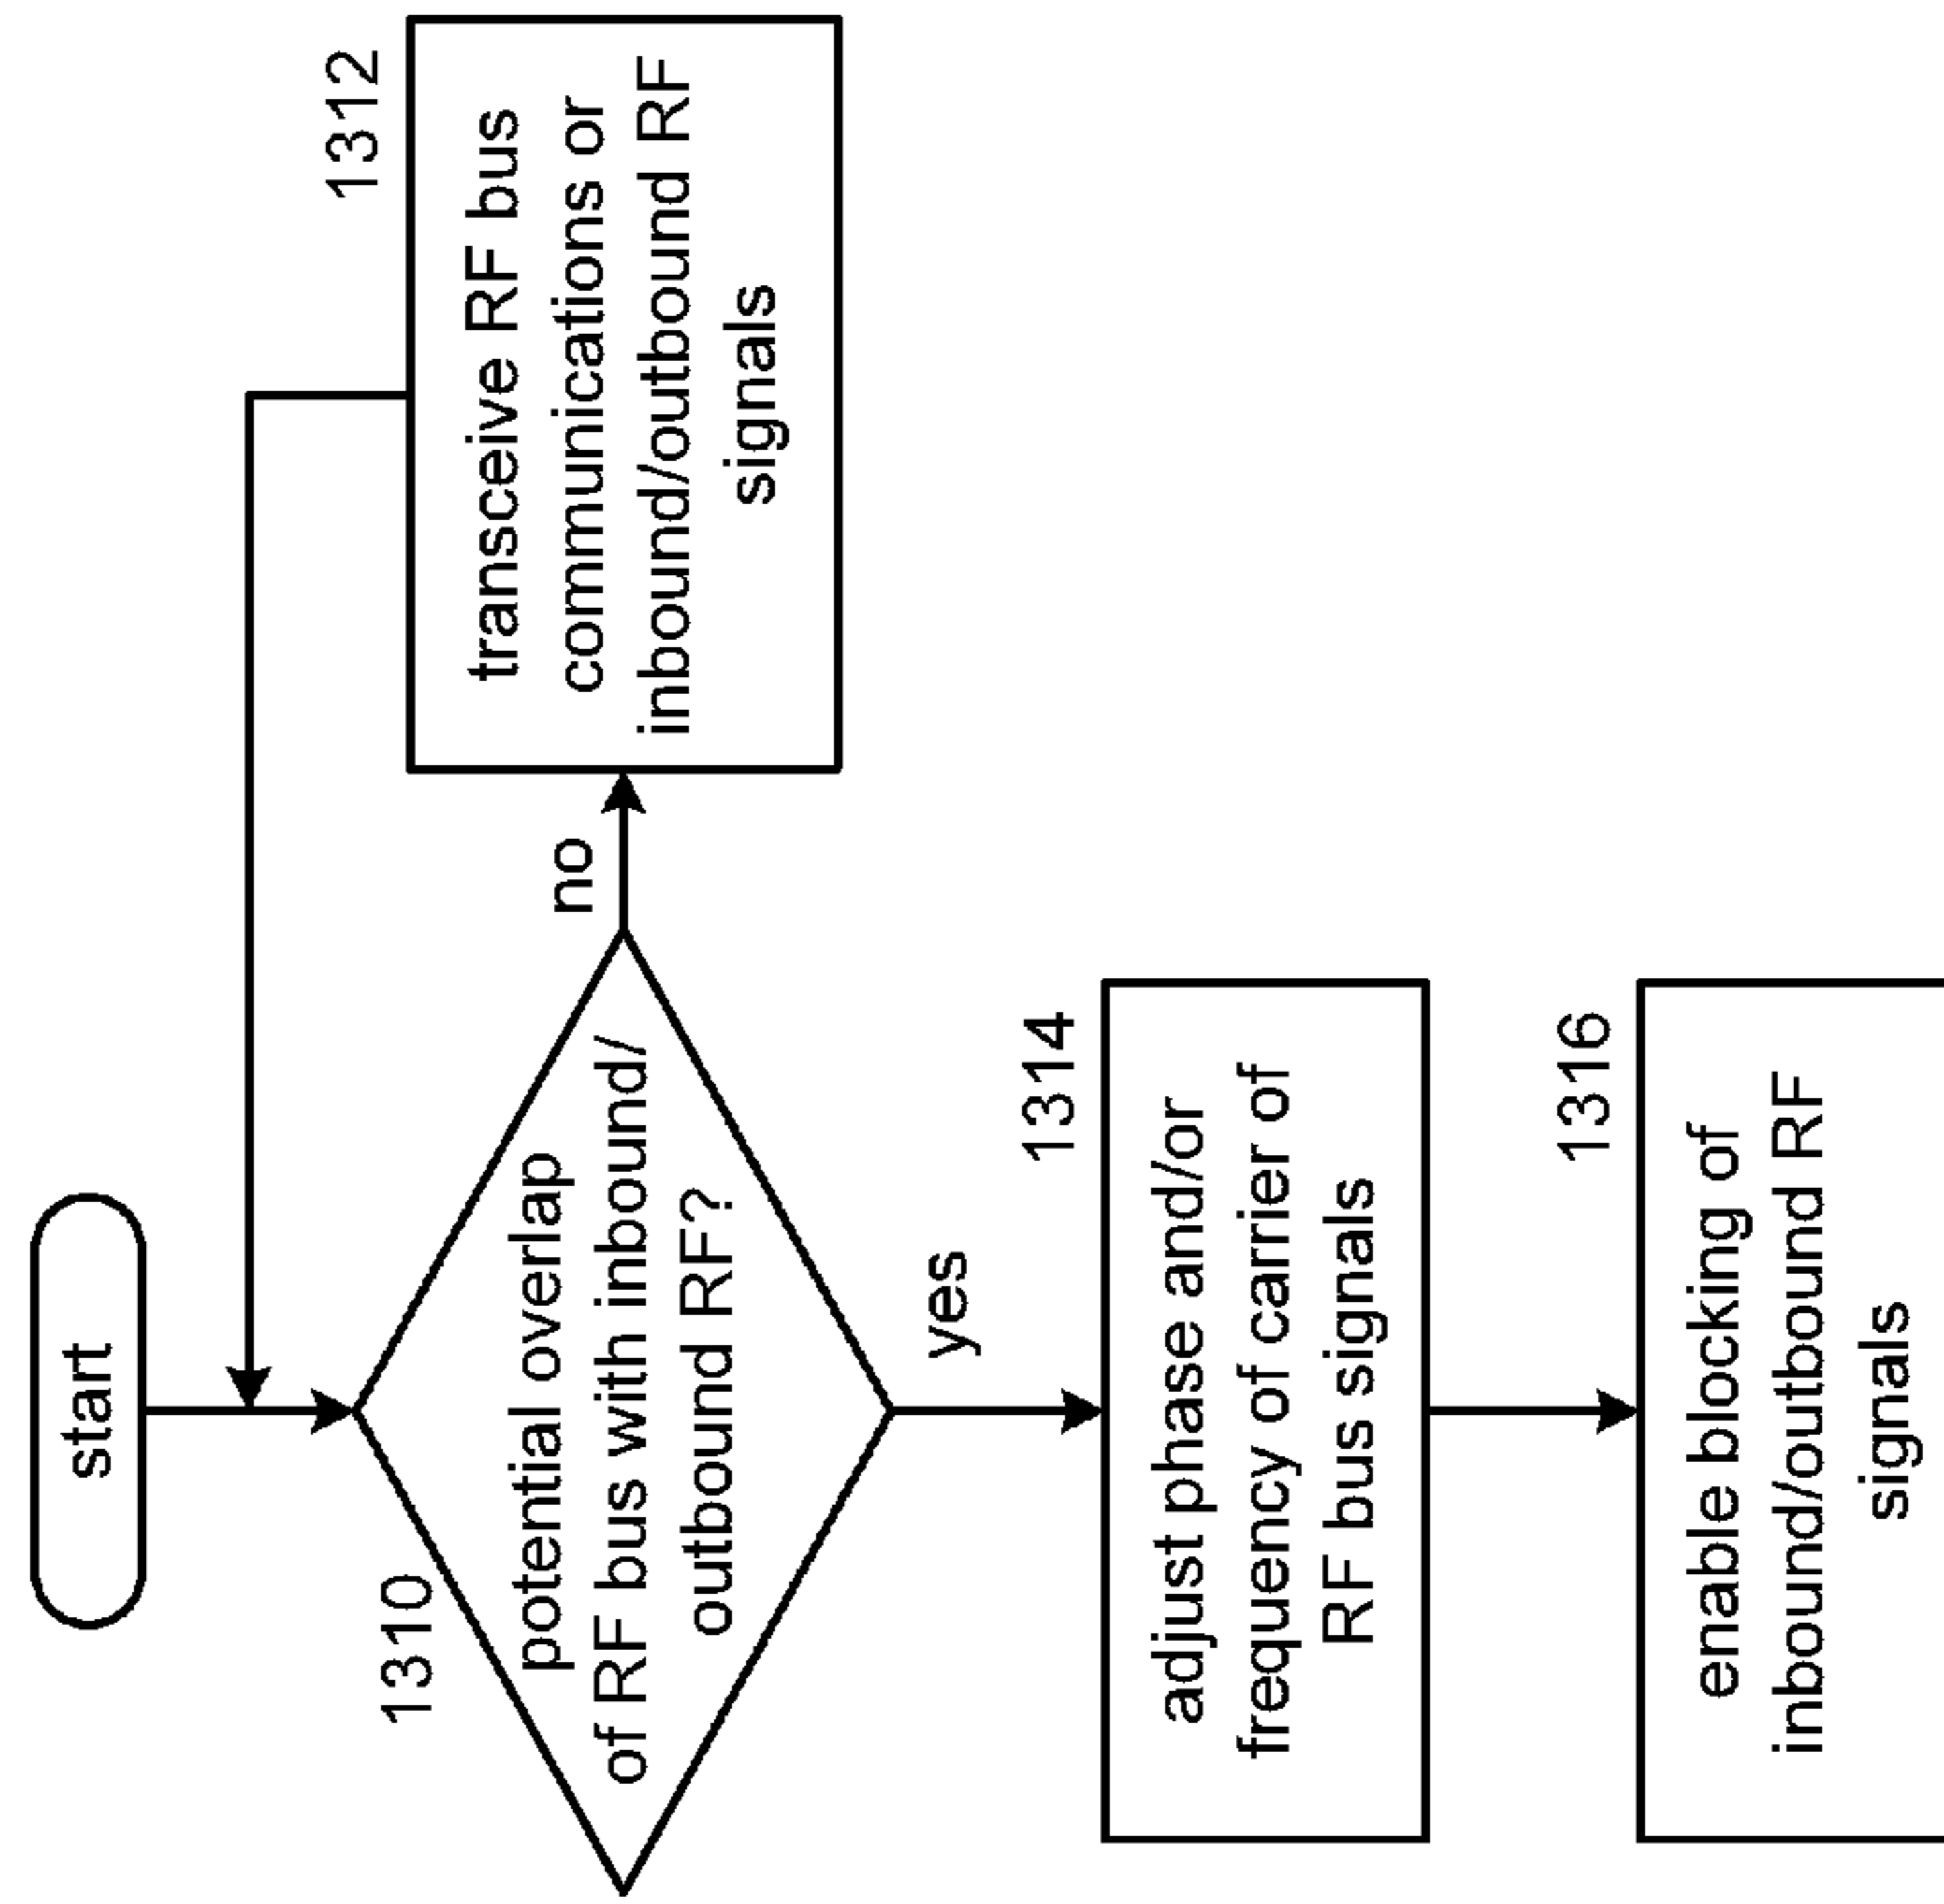 start
1310
potential overlap
of RF bus with inbound/
outbound RF?
no
1312
transceive RF bus
communications or
inbound/outbound RF
signals
yes
1314
adjust phase and/or
frequency of carrier of
RF bus signals
1316
enable blocking of
inbound/outbound RF
signals